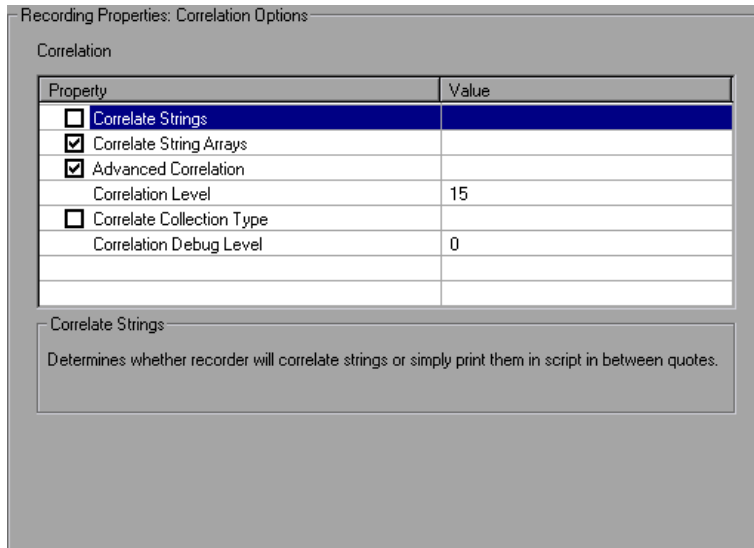 Recording Properties: Correlation Options
Correlation
Property Value
Correlate Strings
Correlate String Arrays
Advanced Correlation
Correlation Level 15
Correlate Collection Type
Correlation Debug Level 0
Correlate Strings
Determines whether recorder will correlate strings or simply print them in script in between quotes.